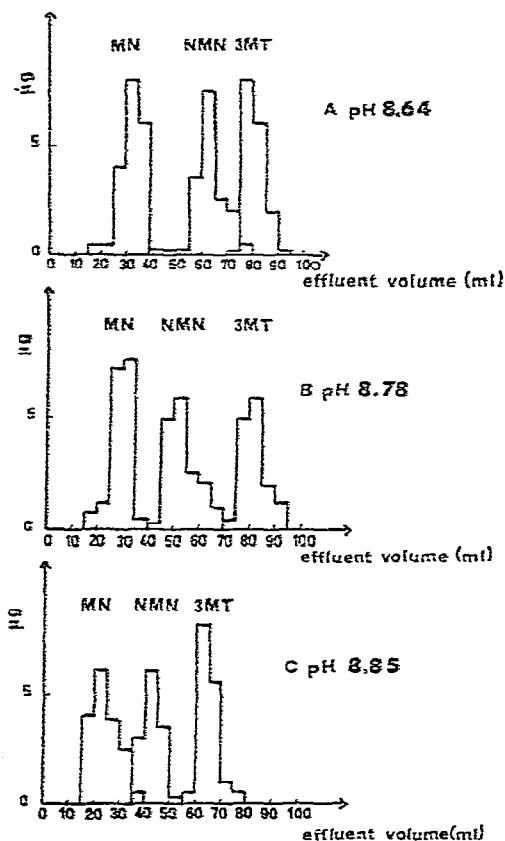 MN NMN 3MT
µg
A pH 8.64
5
0
0 10 20 30 40 50 60 70 80 90 100
effluent volume (ml)
MN NMN 3MT
µg
B pH 8.78
5
0
0 10 20 30 40 50 60 70 80 90 100
effluent volume (ml)
MN NMN 3MT
µg
C pH 8.85
5
0
0 10 20 30 40 50 60 70 80 90 100
effluent volume(ml)